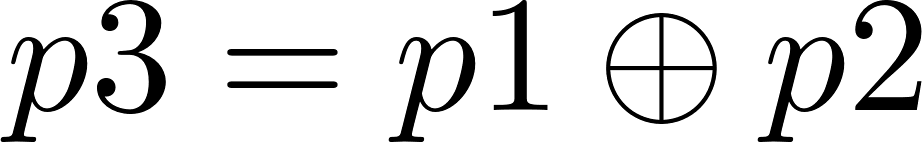 p3 = p1 ⊕ p2